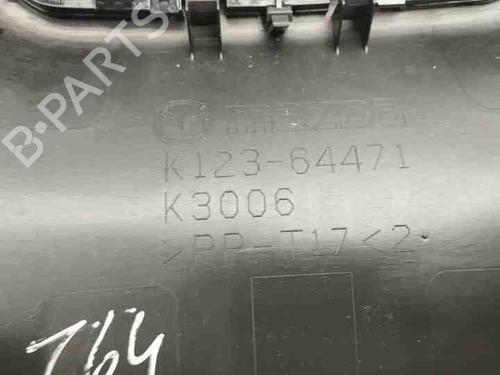 B-PARTS
mazda
K123-64471
K3006
>PP-T17<2
764